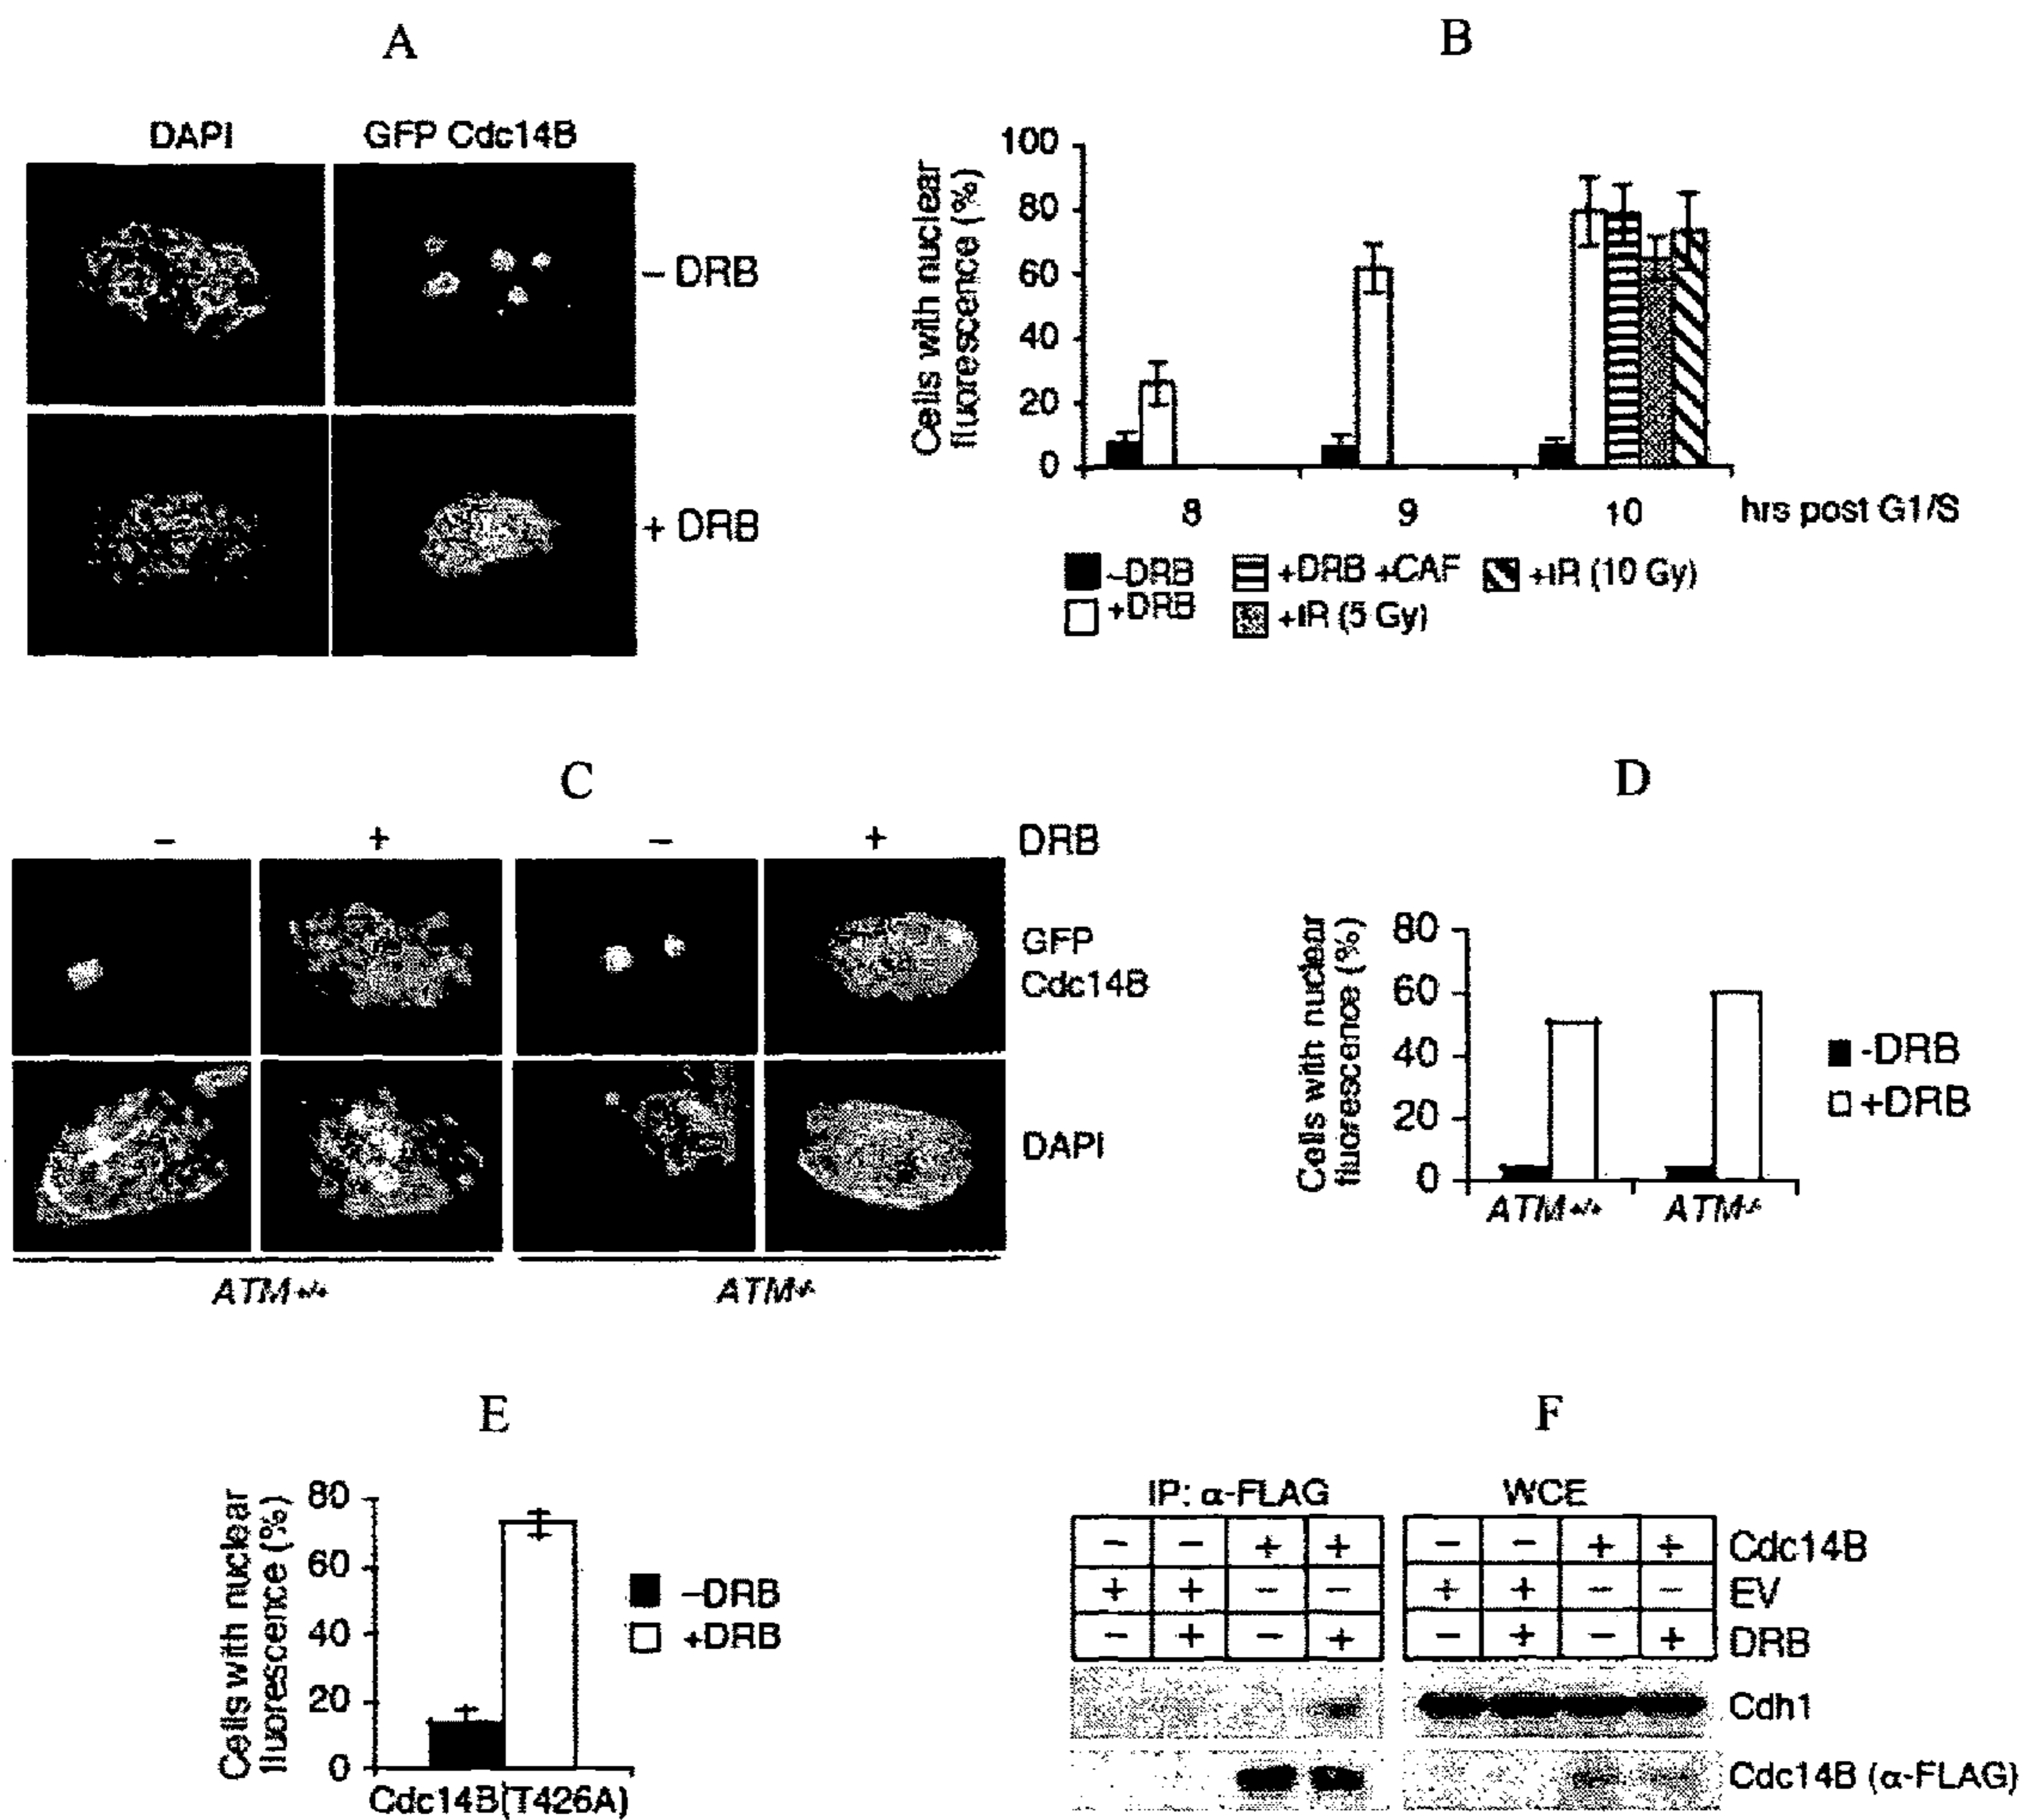 A
DAPI GFP Cdc14B
– DRB
+ DRB
B
Cells with nuclear
fluorescence (%)
100
80
60
40
20
0
8 9 10 hrs post G1/S
–DRB +DRB +CAF +IR (10 Gy)
+DRB +IR (5 Gy)
C
– + – + DRB
GFP
Cdc14B
DAPI
ATM+/+ ATM-/-
D
Cells with nuclear
fluorescence (%)
80
60
40
20
0
ATM+/+ ATM-/-
-DRB
+DRB
E
Cells with nuclear
fluorescence (%)
80
60
40
20
0
Cdc14B(T426A)
–DRB
+DRB
F
IP: α-FLAG WCE
– – + + – – + + Cdc14B
+ + – – + + – – EV
– + – + – + – + DRB
Cdh1
Cdc14B (α-FLAG)